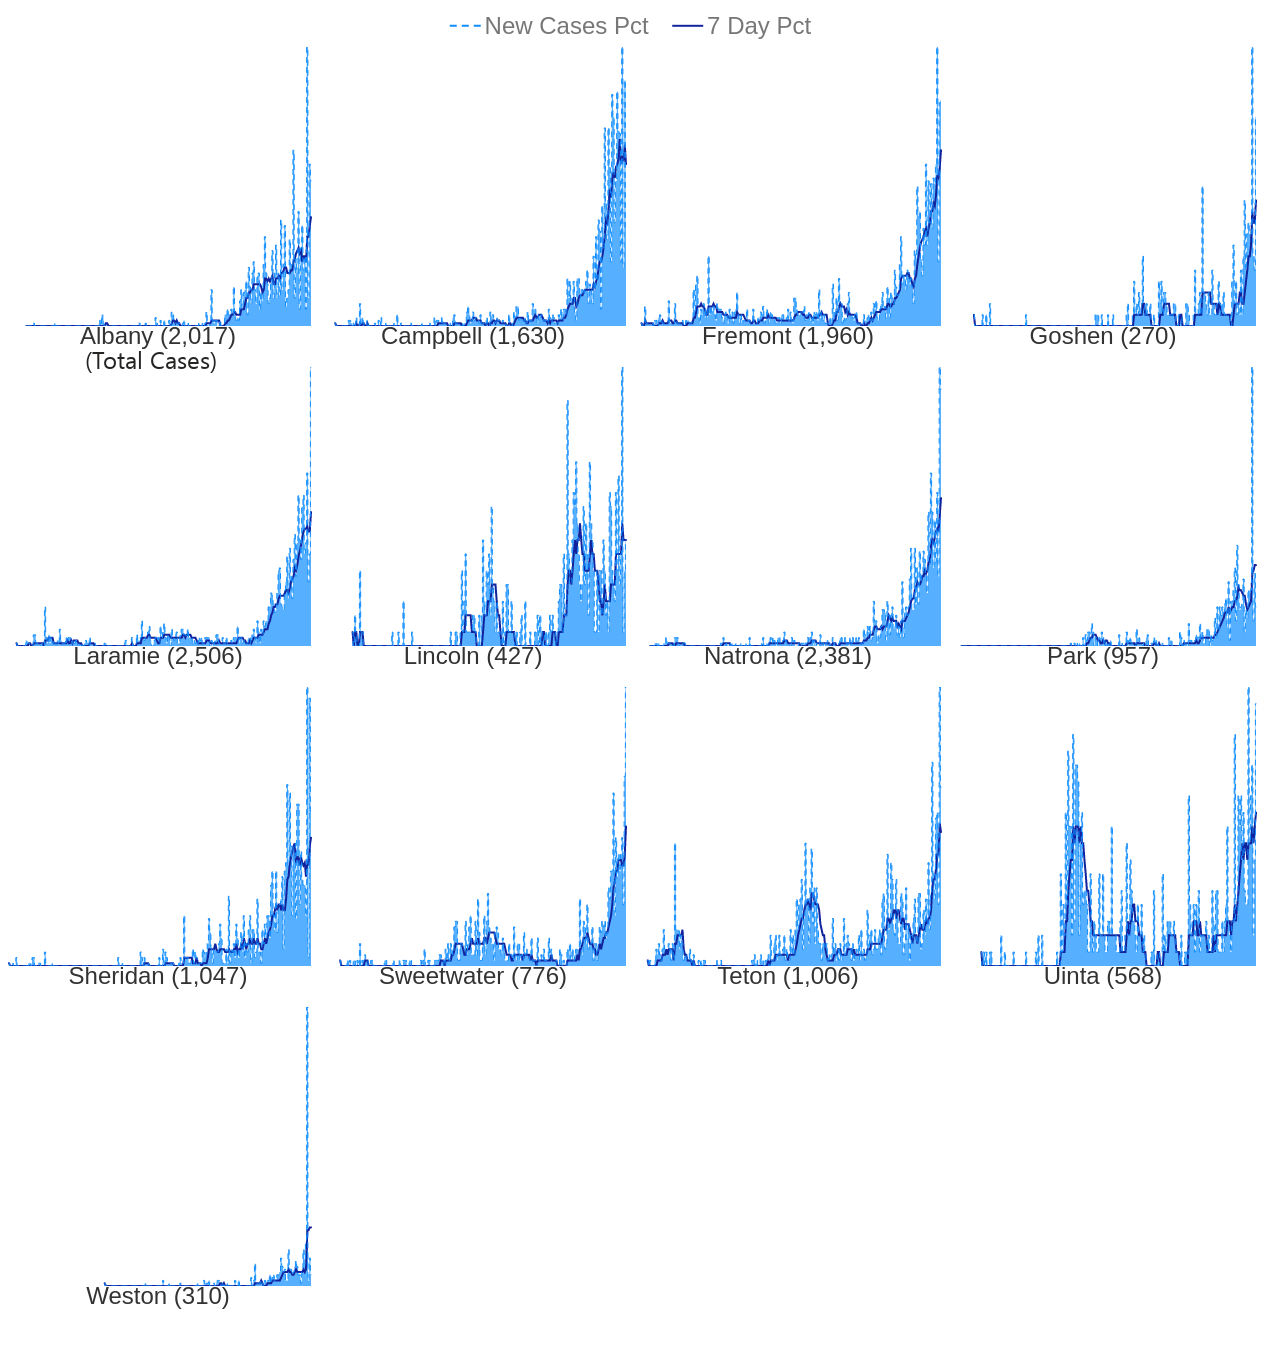 New Cases Pct 7 Day Pct
Albany (2,017) Campbell (1,630) Fremont (1,960) Goshen (270)
(Total Cases)
Laramie (2,506) Lincoln (427) Natrona (2,381) Park (957)
Sheridan (1,047) Sweetwater (776) Teton (1,006) Uinta (568)
Weston (310)